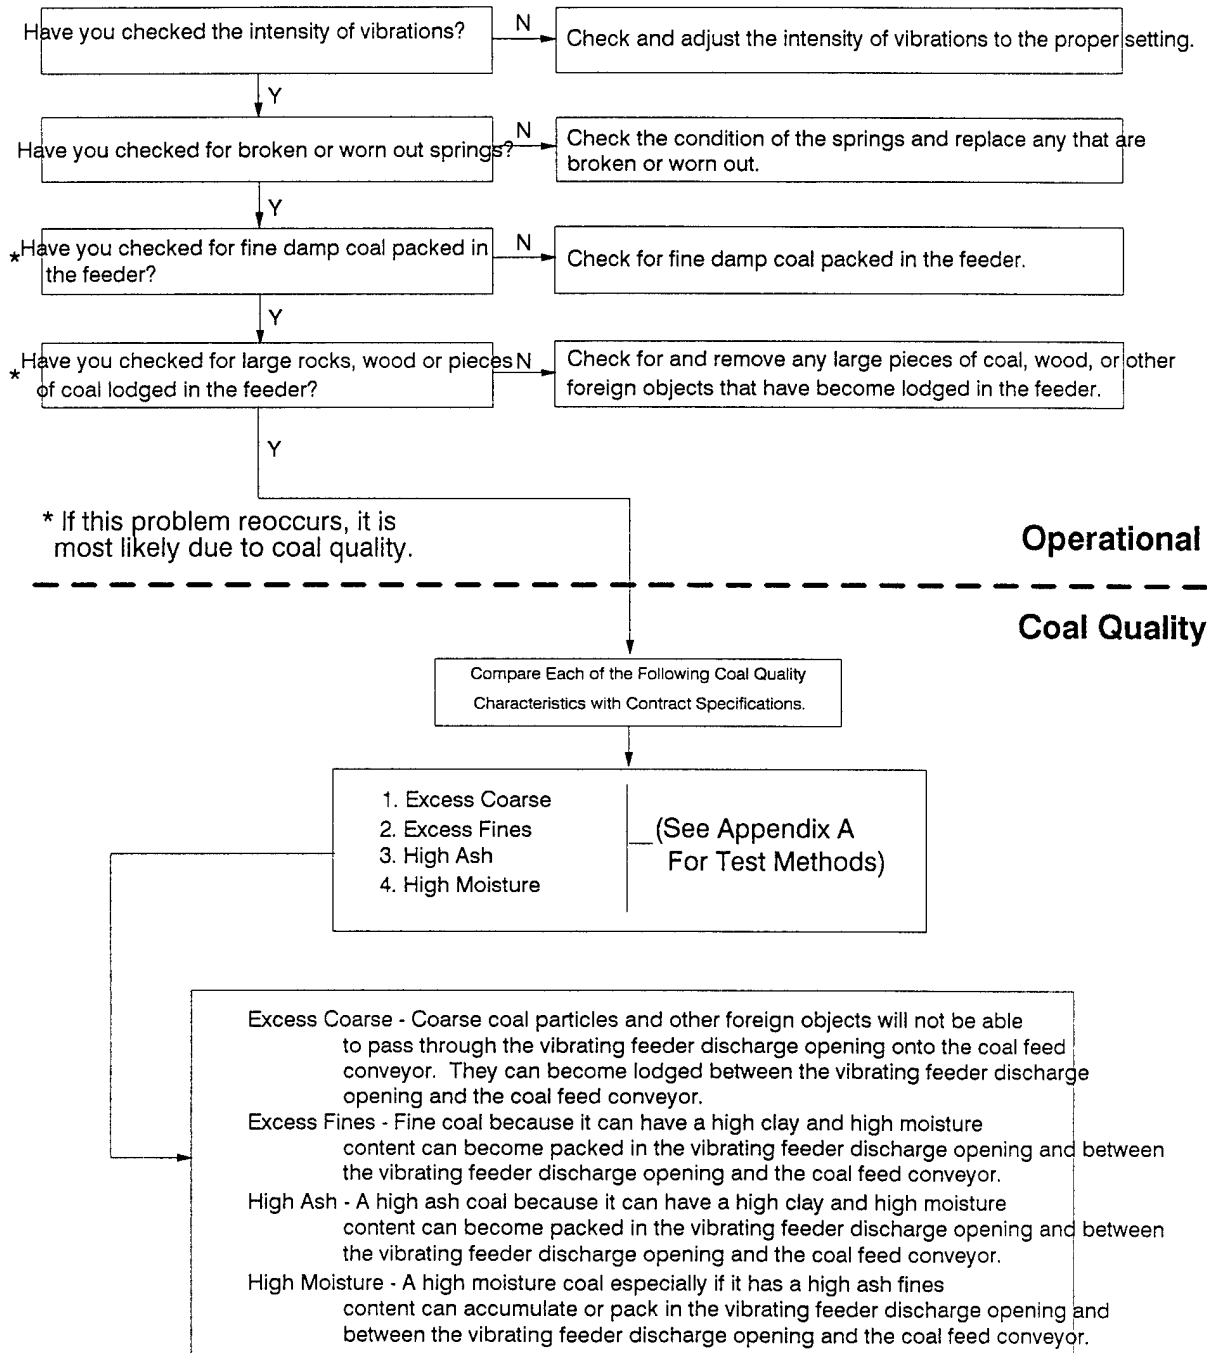 Have you checked the intensity of vibrations?
N
Check and adjust the intensity of vibrations to the proper setting.
Y
Have you checked for broken or worn out springs?
N
Check the condition of the springs and replace any that are
broken or worn out.
Y
*Have you checked for fine damp coal packed in
the feeder?
N
Check for fine damp coal packed in the feeder.
Y
*Have you checked for large rocks, wood or pieces
of coal lodged in the feeder?
N
Check for and remove any large pieces of coal, wood, or other
foreign objects that have become lodged in the feeder.
Y
* If this problem reoccurs, it is
most likely due to coal quality.
Operational
Coal Quality
Compare Each of the Following Coal Quality
Characteristics with Contract Specifications.
1. Excess Coarse
2. Excess Fines
3. High Ash
4. High Moisture
(See Appendix A
For Test Methods)
Excess Coarse - Coarse coal particles and other foreign objects will not be able
to pass through the vibrating feeder discharge opening onto the coal feed
conveyor. They can become lodged between the vibrating feeder discharge
opening and the coal feed conveyor.
Excess Fines - Fine coal because it can have a high clay and high moisture
content can become packed in the vibrating feeder discharge opening and between
the vibrating feeder discharge opening and the coal feed conveyor.
High Ash - A high ash coal because it can have a high clay and high moisture
content can become packed in the vibrating feeder discharge opening and between
the vibrating feeder discharge opening and the coal feed conveyor.
High Moisture - A high moisture coal especially if it has a high ash fines
content can accumulate or pack in the vibrating feeder discharge opening and
between the vibrating feeder discharge opening and the coal feed conveyor.